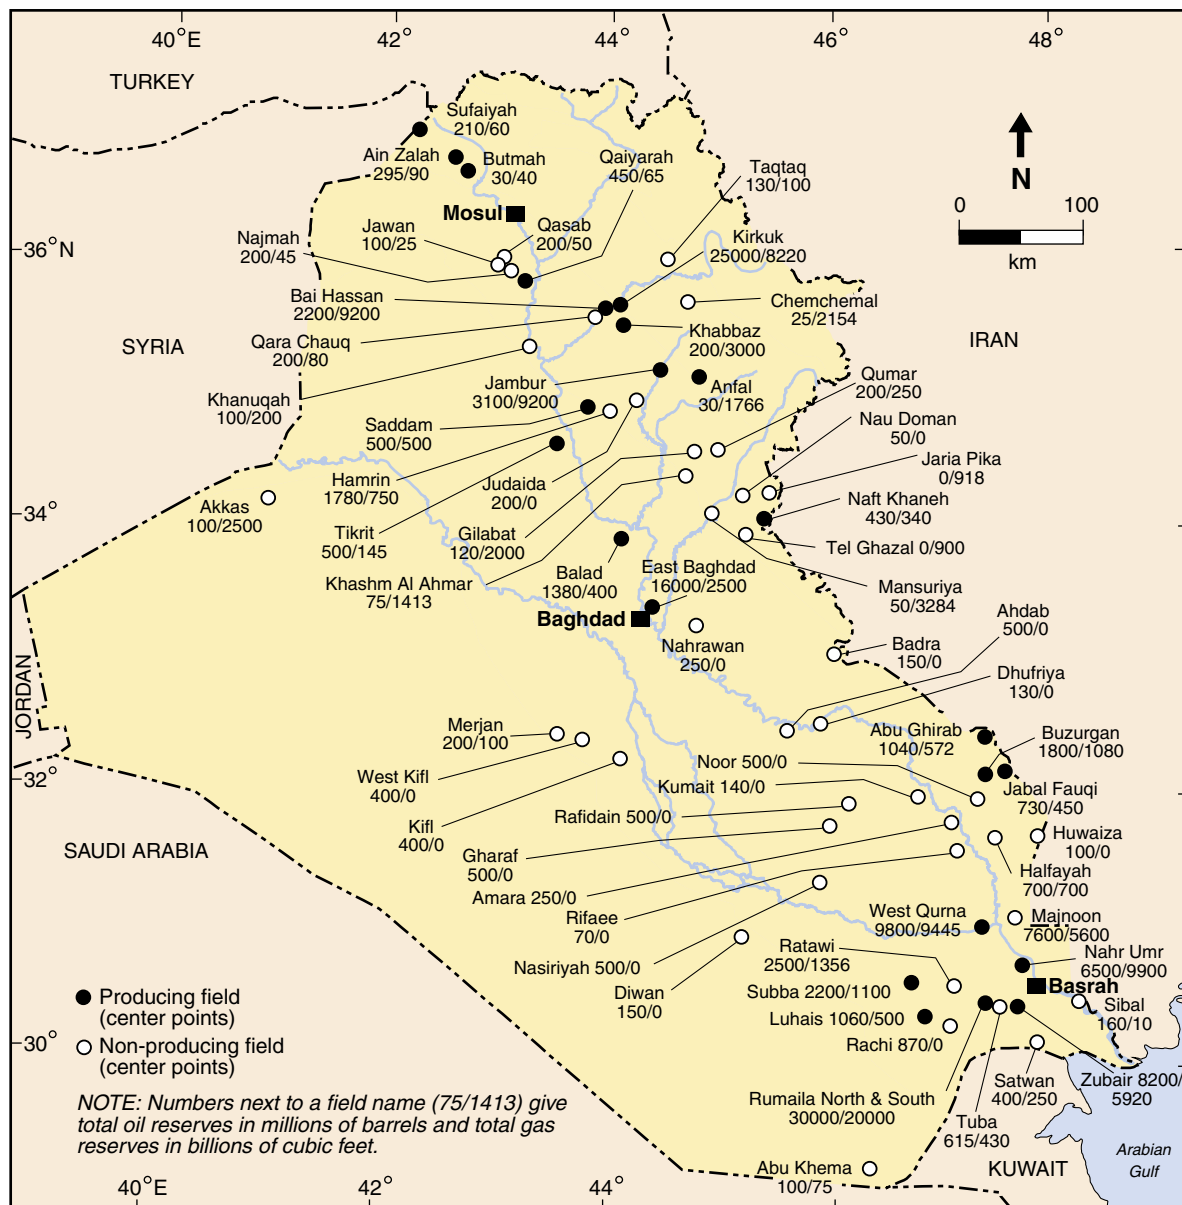 40°E
42°
44°
46°
48°
TURKEY
Sufaiyah
210/60
Ain Zalah
295/90
Butmah
30/40
Qaiyarah
450/65
Taqtaq
130/100
N
0
100
km
Mosul
36°N
Najmah
200/45
Jawan
100/25
Qasab
200/50
Kirkuk
25000/8220
Bai Hassan
2200/9200
Chemchemal
25/2154
SYRIA
Qara Chauq
200/80
Khabbaz
200/3000
IRAN
Khanuqah
100/200
Jambur
3100/9200
Anfal
30/1766
Qumar
200/250
Saddam
500/500
Nau Doman
50/0
Jaria Pika
0/918
Hamrin
1780/750
Judaida
200/0
Naft Khaneh
430/340
Akkas
100/2500
34°
Tikrit
500/145
Gilabat
120/2000
Tel Ghazal 0/900
Khashm Al Ahmar
75/1413
Balad
1380/400
East Baghdad
16000/2500
Mansuriya
50/3284
Baghdad
Nahrawan
250/0
Ahdab
500/0
Badra
150/0
JORDAN
Dhufriya
130/0
Merjan
200/100
Abu Ghirab
1040/572
Buzurgan
1800/1080
32°
West Kifl
400/0
Noor 500/0
Kumait 140/0
Jabal Fauqi
730/450
Rafidain 500/0
Kifl
400/0
Huwaiza
100/0
SAUDI ARABIA
Gharaf
500/0
Halfayah
700/700
Amara 250/0
Rifaee
70/0
West Qurna
9800/9445
Majnoon
7600/5600
Nasiriyah 500/0
Ratawi
2500/1356
Nahr Umr
6500/9900
Diwan
150/0
Subba 2200/1100
Basrah
Sibal
160/10
Luhais 1060/500
Rachi 870/0
30°
Producing field
(center points)
Non-producing field
(center points)
Rumaila North & South
30000/20000
Satwan
400/250
Zubair 8200/
5920
Tuba
615/430
NOTE: Numbers next to a field name (75/1413) give
total oil reserves in millions of barrels and total gas
reserves in billions of cubic feet.
Abu Khema
100/75
KUWAIT
Arabian
Gulf
40°E
42°
44°
46°